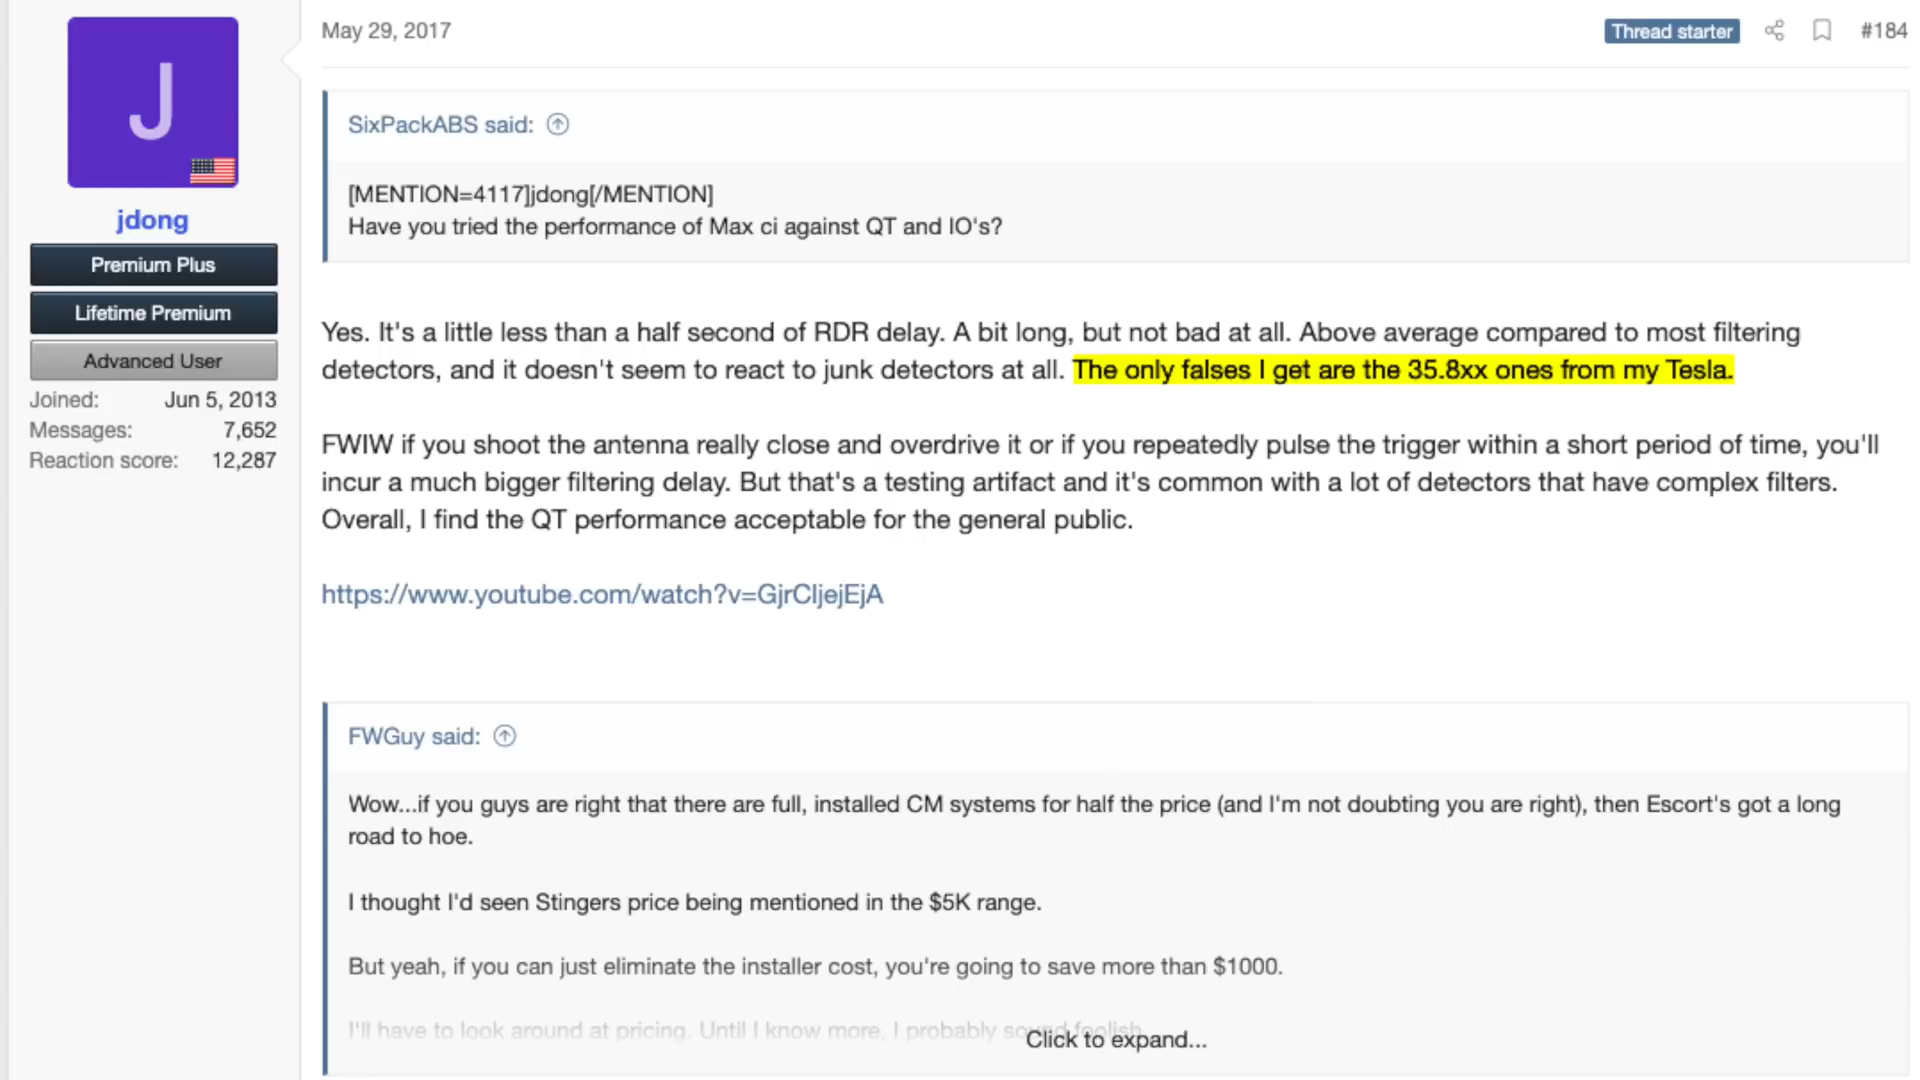 J
jdong
Premium Plus
Lifetime Premium
Advanced User
Joined: Jun 5, 2013
Messages: 7,652
Reaction score: 12,287
May 29, 2017
Thread starter
#184
SixPackABS said:
[MENTION=4117]jdong[/MENTION]
Have you tried the performance of Max ci against QT and IO's?
Yes. It's a little less than a half second of RDR delay. A bit long, but not bad at all. Above average compared to most filtering
detectors, and it doesn't seem to react to junk detectors at all. The only falses I get are the 35.8xx ones from my Tesla.
FWIW if you shoot the antenna really close and overdrive it or if you repeatedly pulse the trigger within a short period of time, you'll
incur a much bigger filtering delay. But that's a testing artifact and it's common with a lot of detectors that have complex filters.
Overall, I find the QT performance acceptable for the general public.
https://www.youtube.com/watch?v=GjrCIjejEjA
FWGuy said:
Wow...if you guys are right that there are full, installed CM systems for half the price (and I'm not doubting you are right), then Escort's got a long
road to hoe.
I thought I'd seen Stingers price being mentioned in the $5K range.
But yeah, if you can just eliminate the installer cost, you're going to save more than $1000.
I'll have to look around at pricing. Until I know more, I probably sound foolish.
Click to expand...